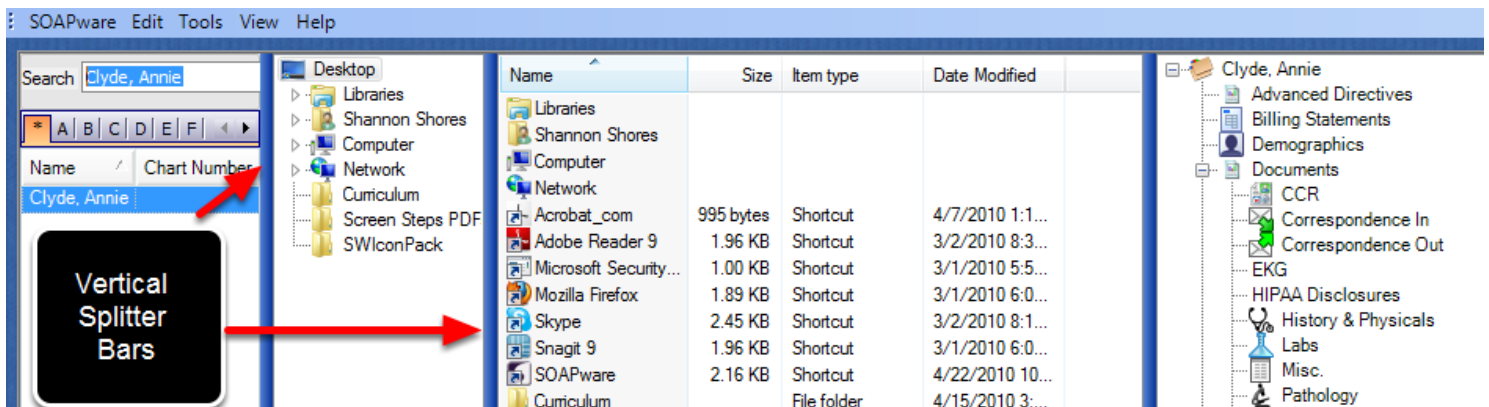 SOAPware Edit Tools View Help
Search Clyde, Annie
* A B C D E F
Name Chart Number
Clyde, Annie
Vertical
Splitter
Bars
Desktop
Libraries
Shannon Shores
Computer
Network
Curriculum
Screen Steps PDF
SWIconPack
Name Size Item type Date Modified
Libraries
Shannon Shores
Computer
Network
Acrobat_com 995 bytes Shortcut 4/7/2010 1:1...
Adobe Reader 9 1.96 KB Shortcut 3/2/2010 8:3...
Microsoft Security... 1.00 KB Shortcut 3/1/2010 5:5...
Mozilla Firefox 1.89 KB Shortcut 3/1/2010 6:0...
Skype 2.45 KB Shortcut 3/2/2010 8:1...
Snagit 9 1.96 KB Shortcut 3/1/2010 6:0...
SOAPware 2.16 KB Shortcut 4/22/2010 10...
Curriculum File folder 4/15/2010 3:...
Clyde, Annie
Advanced Directives
Billing Statements
Demographics
Documents
CCR
Correspondence In
Correspondence Out
EKG
HIPAA Disclosures
History & Physicals
Labs
Misc.
Pathology